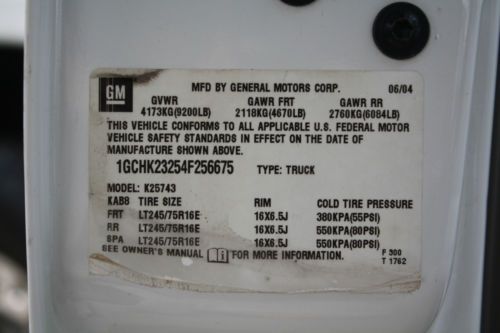 GM
MFD BY GENERAL MOTORS CORP. 06/04
GVWR GAWR FRT GAWR RR
4173KG(9200LB) 2118KG(4670LB) 2760KG(6084LB)
THIS VEHICLE CONFORMS TO ALL APPLICABLE U.S. FEDERAL MOTOR
VEHICLE SAFETY STANDARDS IN EFFECT ON THE DATE OF
MANUFACTURE SHOWN ABOVE.
1GCHK23254F256675 TYPE: TRUCK
MODEL: K25743
KAB8 TIRE SIZE RIM COLD TIRE PRESSURE
FRT LT245/75R16E 16X6.5J 380KPA(55PSI)
RR LT245/75R16E 16X6.5J 550KPA(80PSI)
SPA LT245/75R16E 16X6.5J 550KPA(80PSI)
SEE OWNER'S MANUAL FOR MORE INFORMATION. P 300
T 1762